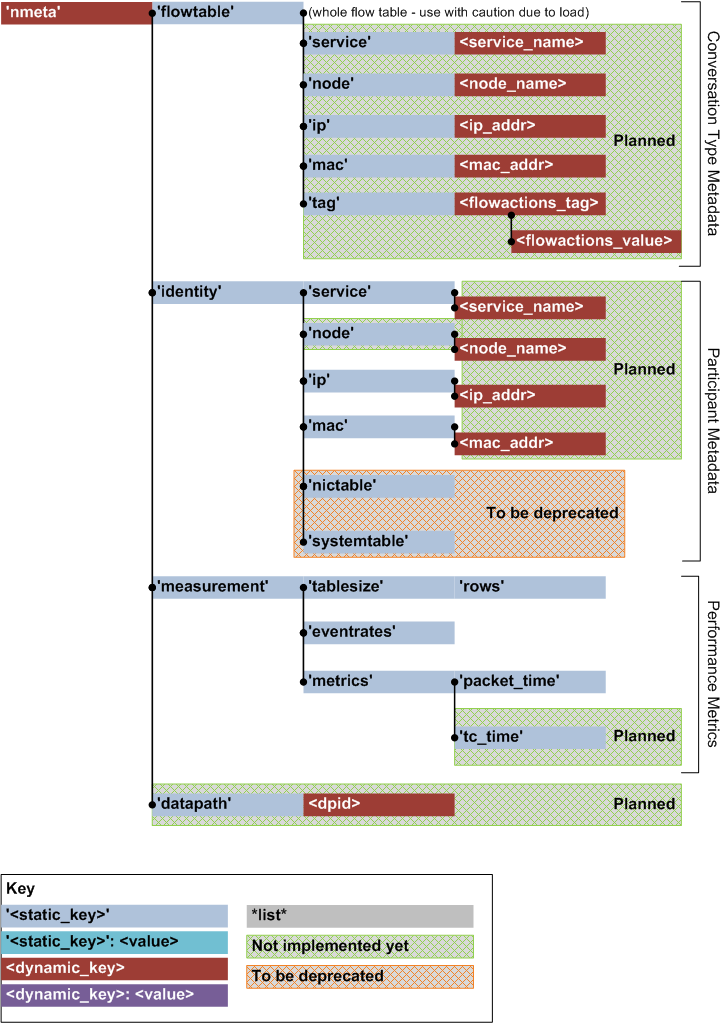 'nmeta' 'flowtable' (whole flow table - use with caution due to load)
'service' <service_name>
'node' <node_name>
'ip' <ip_addr>
Planned
'mac' <mac_addr>
'tag' <flowactions_tag>
<flowactions_value>
Conversation Type Metadata
'identity' 'service'
<service_name>
'node'
<node_name>
Planned
'ip'
<ip_addr>
'mac'
<mac_addr>
'nictable'
To be deprecated
'systemtable'
Participant Metadata
'measurement' 'tablesize' 'rows'
'eventrates'
'metrics' 'packet_time'
'tc_time' Planned
Performance Metrics
'datapath' <dpid> Planned
Key
'<static_key>' *list*
'<static_key>': <value> Not implemented yet
<dynamic_key> To be deprecated
<dynamic_key>: <value>